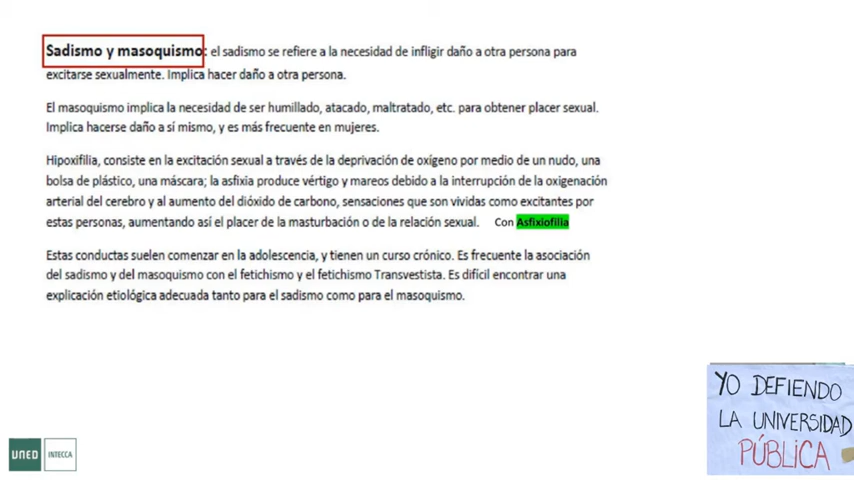 Sadismo y masoquismo: el sadismo se refiere a la necesidad de infligir daño a otra persona para
excitarse sexualmente. Implica hacer daño a otra persona.
El masoquismo implica la necesidad de ser humillado, atacado, maltratado, etc. para obtener placer sexual.
Implica hacerse daño a sí mismo, y es más frecuente en mujeres.
Hipoxifilia, consiste en la excitación sexual a través de la deprivación de oxígeno por medio de un nudo, una
bolsa de plástico, una máscara; la asfixia produce vértigo y mareos debido a la interrupción de la oxigenación
arterial del cerebro y al aumento del dióxido de carbono, sensaciones que son vividas como excitantes por
estas personas, aumentando así el placer de la masturbación o de la relación sexual. Con Asfixiofilia
Estas conductas suelen comenzar en la adolescencia, y tienen un curso crónico. Es frecuente la asociación
del sadismo y del masoquismo con el fetichismo y el fetichismo Transvestista. Es difícil encontrar una
explicación etiológica adecuada tanto para el sadismo como para el masoquismo.
YO DEFIENDO
LA UNIVERSIDAD
PÚBLICA
UNED INTECCA